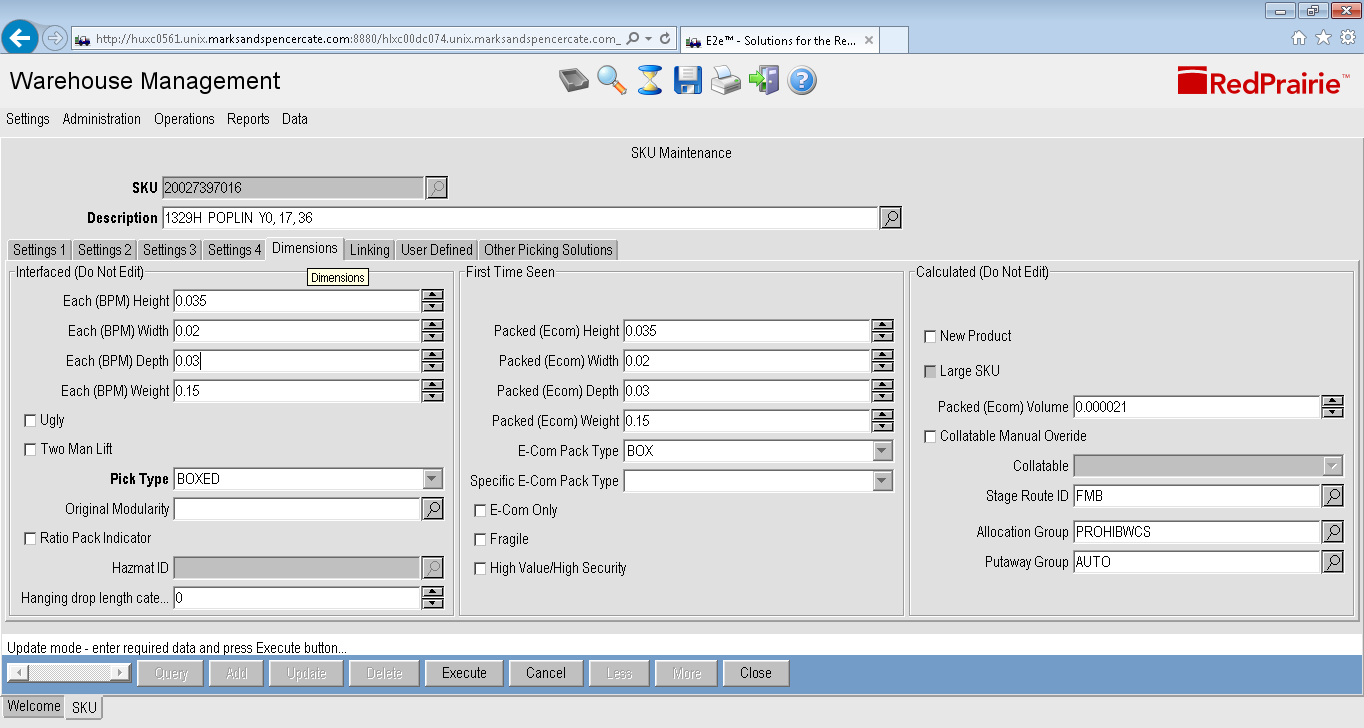 http://huxc0561.unix.marksandspencercate.com:8880/hlxc00dc074.unix.marksandspencercate.com_
E2e™ - Solutions for the Re...
Warehouse Management
RedPrairie™
Settings Administration Operations Reports Data
SKU Maintenance
SKU 20027397016
Description 1329H POPLIN Y0, 17, 36
Settings 1 Settings 2 Settings 3 Settings 4 Dimensions Linking User Defined Other Picking Solutions
Interfaced (Do Not Edit)
Dimensions
Each (BPM) Height 0.035
Each (BPM) Width 0.02
Each (BPM) Depth 0.03
Each (BPM) Weight 0.15
Ugly
Two Man Lift
Pick Type BOXED
Original Modularity
Ratio Pack Indicator
Hazmat ID
Hanging drop length cate... 0
First Time Seen
Packed (Ecom) Height 0.035
Packed (Ecom) Width 0.02
Packed (Ecom) Depth 0.03
Packed (Ecom) Weight 0.15
E-Com Pack Type BOX
Specific E-Com Pack Type
E-Com Only
Fragile
High Value/High Security
Calculated (Do Not Edit)
New Product
Large SKU
Packed (Ecom) Volume 0.000021
Collatable Manual Overide
Collatable
Stage Route ID FMB
Allocation Group PROHIBWCS
Putaway Group AUTO
Update mode - enter required data and press Execute button...
Query Add Update Delete Execute Cancel Less More Close
Welcome SKU